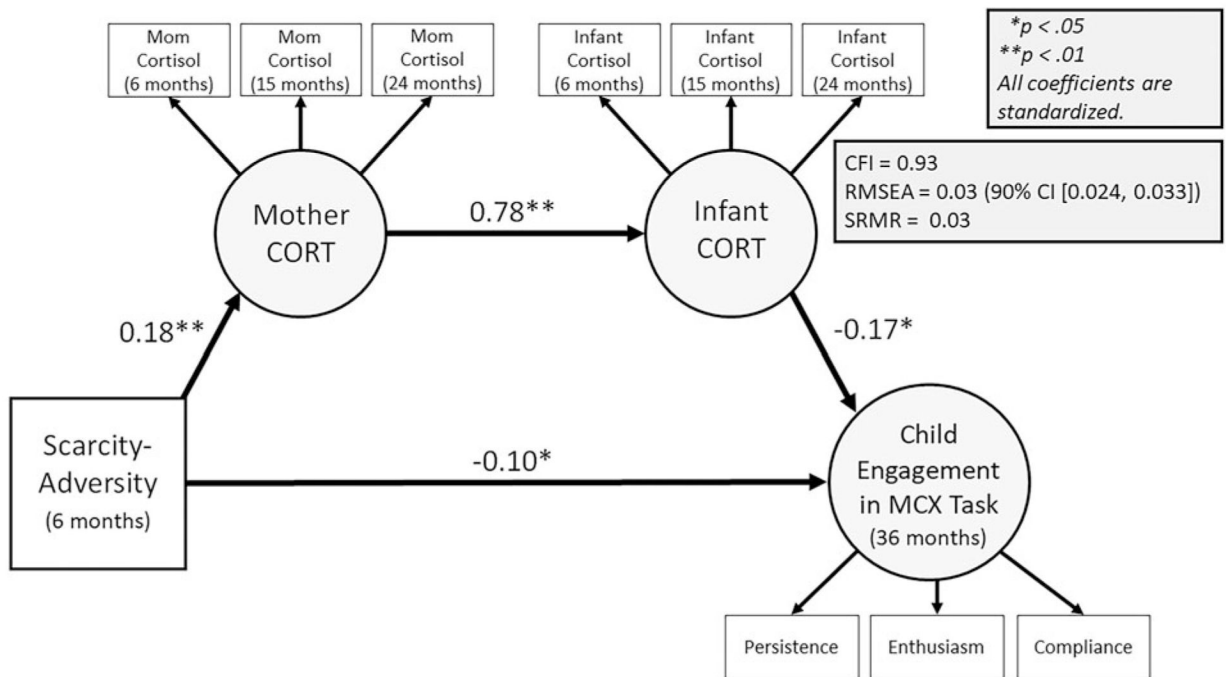 Mom
Cortisol
(6 months)
Mom
Cortisol
(15 months)
Mom
Cortisol
(24 months)
Infant
Cortisol
(6 months)
Infant
Cortisol
(15 months)
Infant
Cortisol
(24 months)
*p < .05
**p < .01
All coefficients are
standardized.
CFI = 0.93
RMSEA = 0.03 (90% CI [0.024, 0.033])
SRMR = 0.03
Mother
CORT
0.78**
Infant
CORT
0.18**
-0.17*
Scarcity-
Adversity
(6 months)
-0.10*
Child
Engagement
in MCX Task
(36 months)
Persistence
Enthusiasm
Compliance